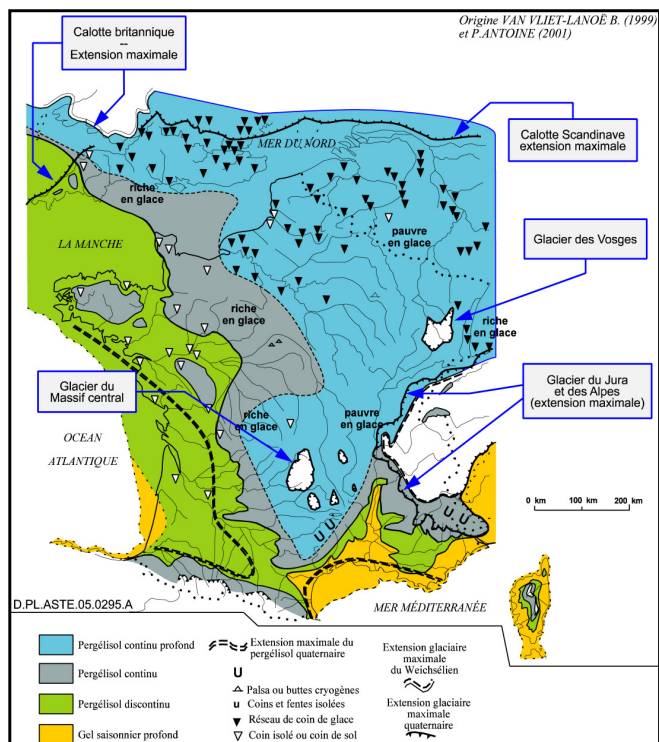 Origine VAN VLIET-LANOË B. (1999)
et P.ANTOINE (2001)
Calotte britannique
--
Extension maximale
MER DU NORD
Calotte Scandinave
extension maximale
riche
en glace
pauvre
en glace
LA MANCHE
Glacier des Vosges
riche
en glace
riche
en glace
Glacier du
Massif central
riche
en glace
pauvre
en glace
Glacier du Jura
et des Alpes
(extension maximale)
OCEAN
ATLANTIQUE
U U
0 km 100 km 200 km
U U
D.PL.ASTE.05.0295.A
MER MÉDITERRANÉE
Pergélisol continu profond
Pergélisol continu
Pergélisol discontinu
Gel saisonnier profond
Extension maximale du
pergélisol quaternaire
U
Palsa ou buttes cryogènes
u Coins et fentes isolées
Réseau de coin de glace
Coin isolé ou coin de sol
Extension glaciaire
maximale
du Weichsélien
Extension glaciaire
maximale
quaternaire